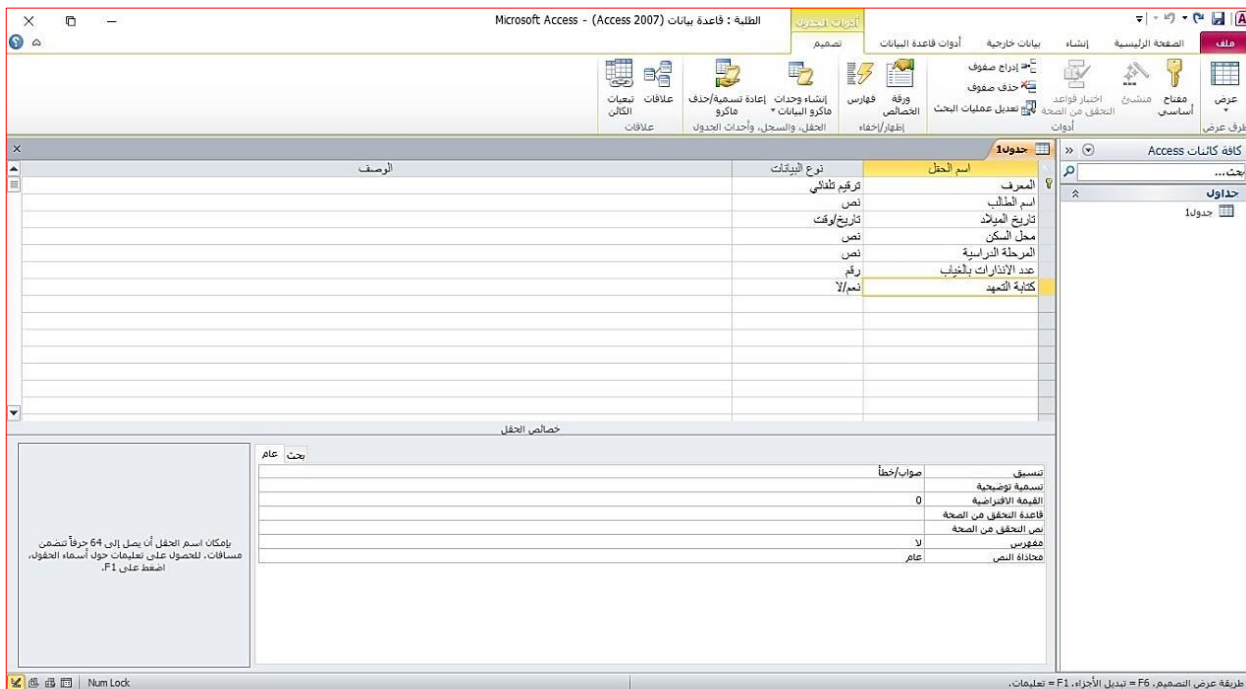 الطلبة : قاعدة بيانات (Access 2007) - Microsoft Access
أدوات الجدول
ملف
الصفحة الرئيسية
إنشاء
بيانات خارجية
أدوات قاعدة البيانات
تصميم
عرض
مفتاح أساسي
منشئ
اختبار قواعد التحقق من الصحة
إدراج صفوف
حذف صفوف
تعديل عمليات البحث
ورقة الخصائص
فهارس
إنشاء وحدات ماكرو البيانات
إعادة تسمية/حذف ماكرو
علاقات
تبعيات الكائن
طرق عرض
أدوات
إظهار/إخفاء
الحقل، والسجل، وأحداث الجدول
علاقات
كافة كائنات Access
بحث...
جداول
جدول1
جدول1
اسم الحقل نوع البيانات الوصف
المعرف ترقيم تلقائي
اسم الطالب نص
تاريخ الميلاد تاريخ/وقت
محل السكن نص
المرحلة الدراسية نص
عدد الانذارات بالغياب رقم
كتابة التعهد نعم/لا
خصائص الحقل
عام بحث
تنسيق صواب/خطأ
تسمية توضيحية
القيمة الافتراضية 0
قاعدة التحقق من الصحة
نص التحقق من الصحة
مفهرس لا
محاذاة النص عام
بإمكان اسم الحقل أن يصل إلى 64 حرفاً تتضمن
مسافات. للحصول على تعليمات حول أسماء الحقول،
اضغط على F1.
طريقة عرض التصميم. F6 = تبديل الأجزاء. F1 = تعليمات.
Num Lock